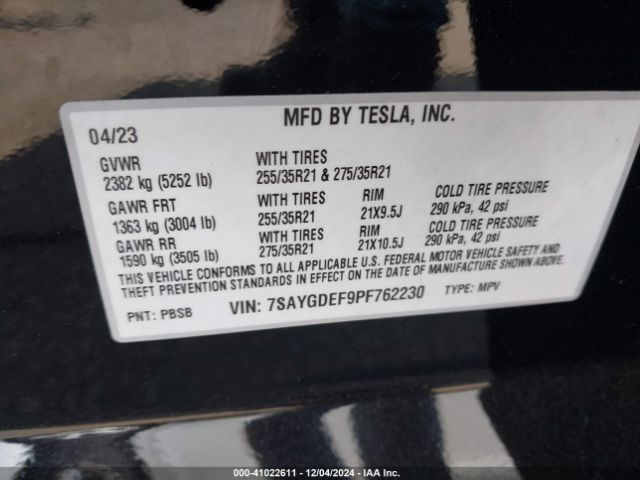 MFD BY TESLA, INC.
04/23
GVWR WITH TIRES
2382 kg (5252 lb) 255/35R21 & 275/35R21
GAWR FRT WITH TIRES RIM COLD TIRE PRESSURE
1363 kg (3004 lb) 255/35R21 21X9.5J 290 kPa, 42 psi
GAWR RR WITH TIRES RIM COLD TIRE PRESSURE
1590 kg (3505 lb) 275/35R21 21X10.5J 290 kPa, 42 psi
THIS VEHICLE CONFORMS TO ALL APPLICABLE U.S. FEDERAL MOTOR VEHICLE SAFETY AND
THEFT PREVENTION STANDARDS IN EFFECT ON THE DATE OF MANUFACTURE SHOWN ABOVE.
PNT: PBSB VIN: 7SAYGDEF9PF762230 TYPE: MPV
000-41022611 - 12/04/2024 - IAA Inc.